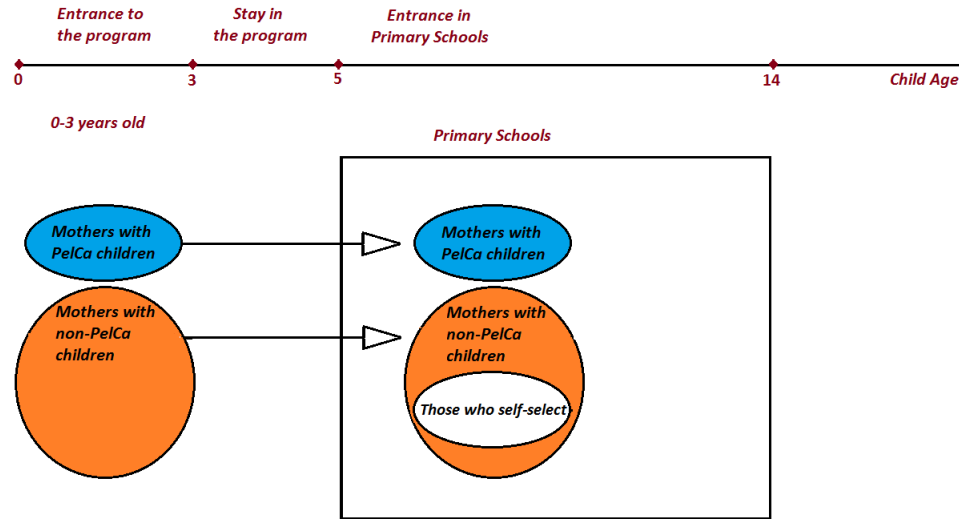 Entrance to
the program
Stay in
the program
Entrance in
Primary Schools
0
3
5
14
Child Age
0-3 years old
Primary Schools
Mothers with
PelCa children
Mothers with
PelCa children
Mothers with
non-PelCa
children
Mothers with
non-PelCa
children
Those who self-select